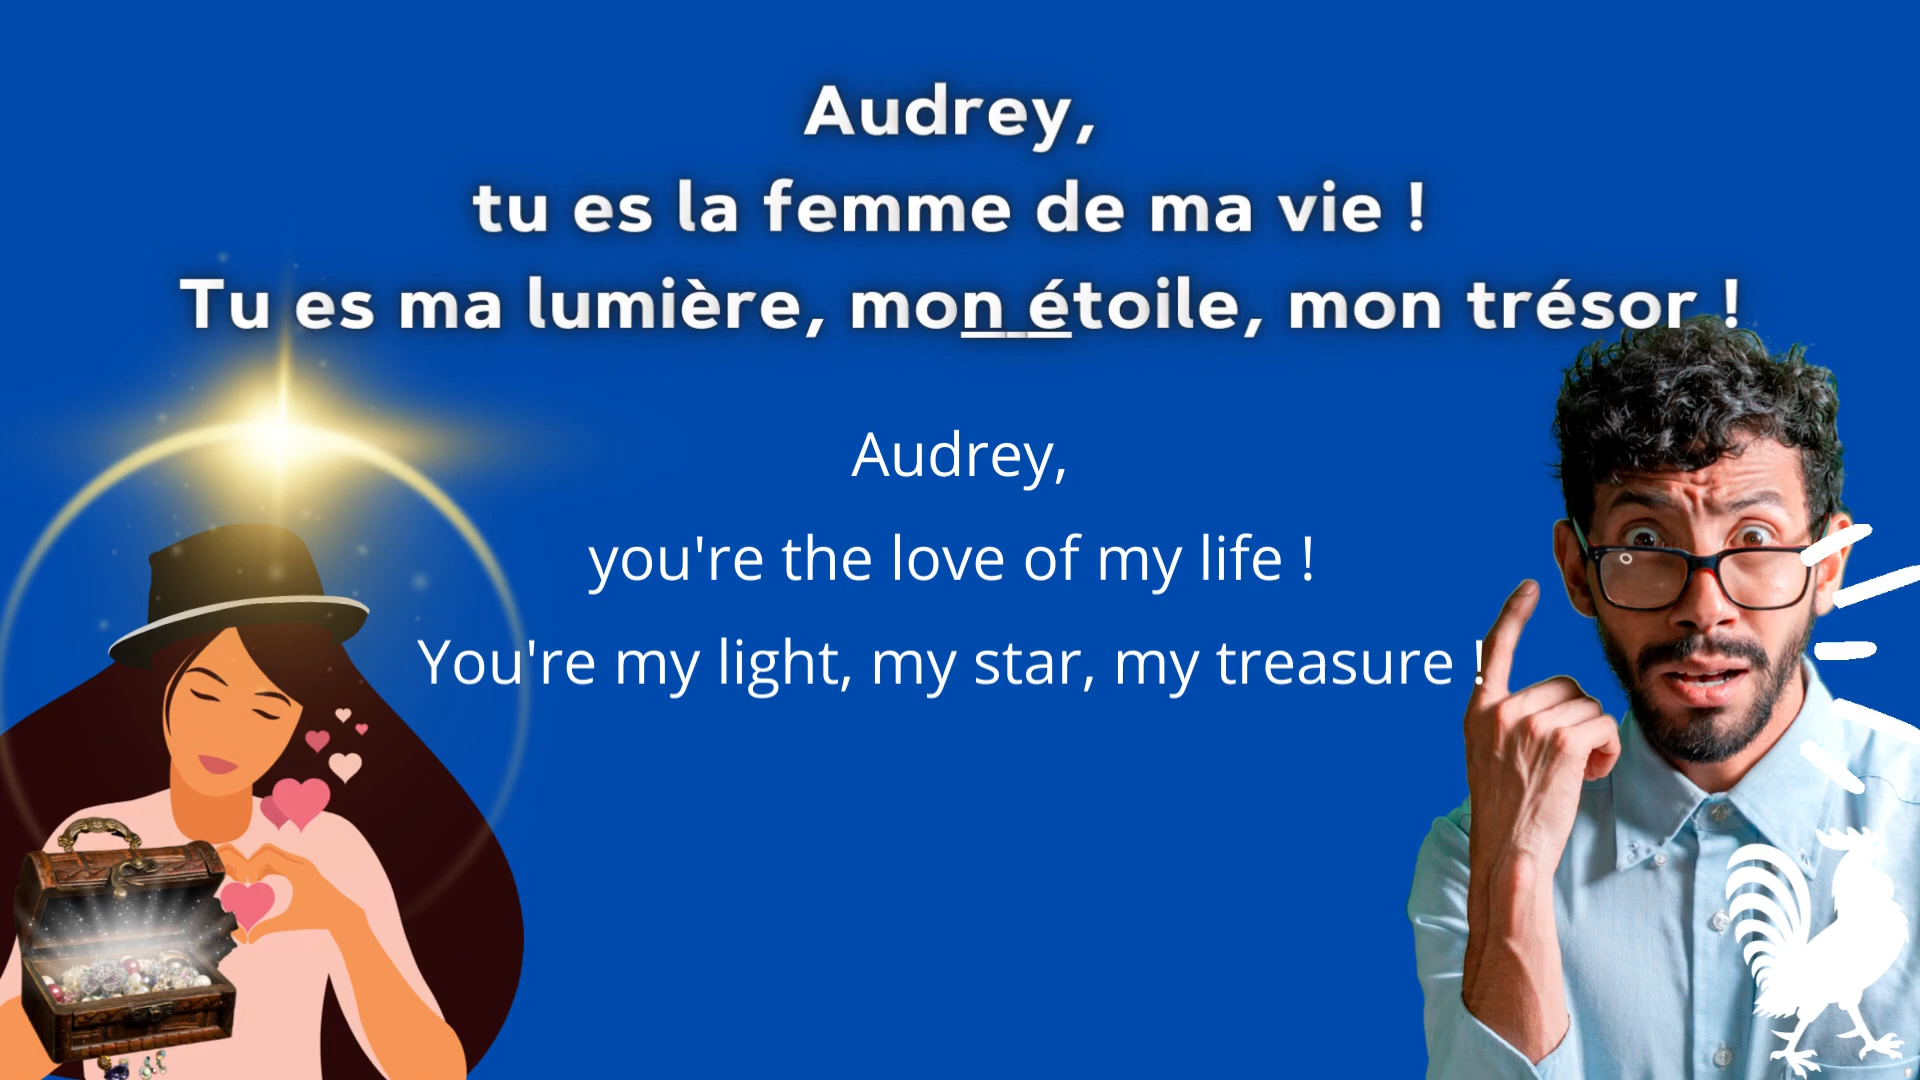 Audrey,
tu es la femme de ma vie !
Tu es ma lumière, mon étoile, mon trésor !
Audrey,
you're the love of my life !
You're my light, my star, my treasure !